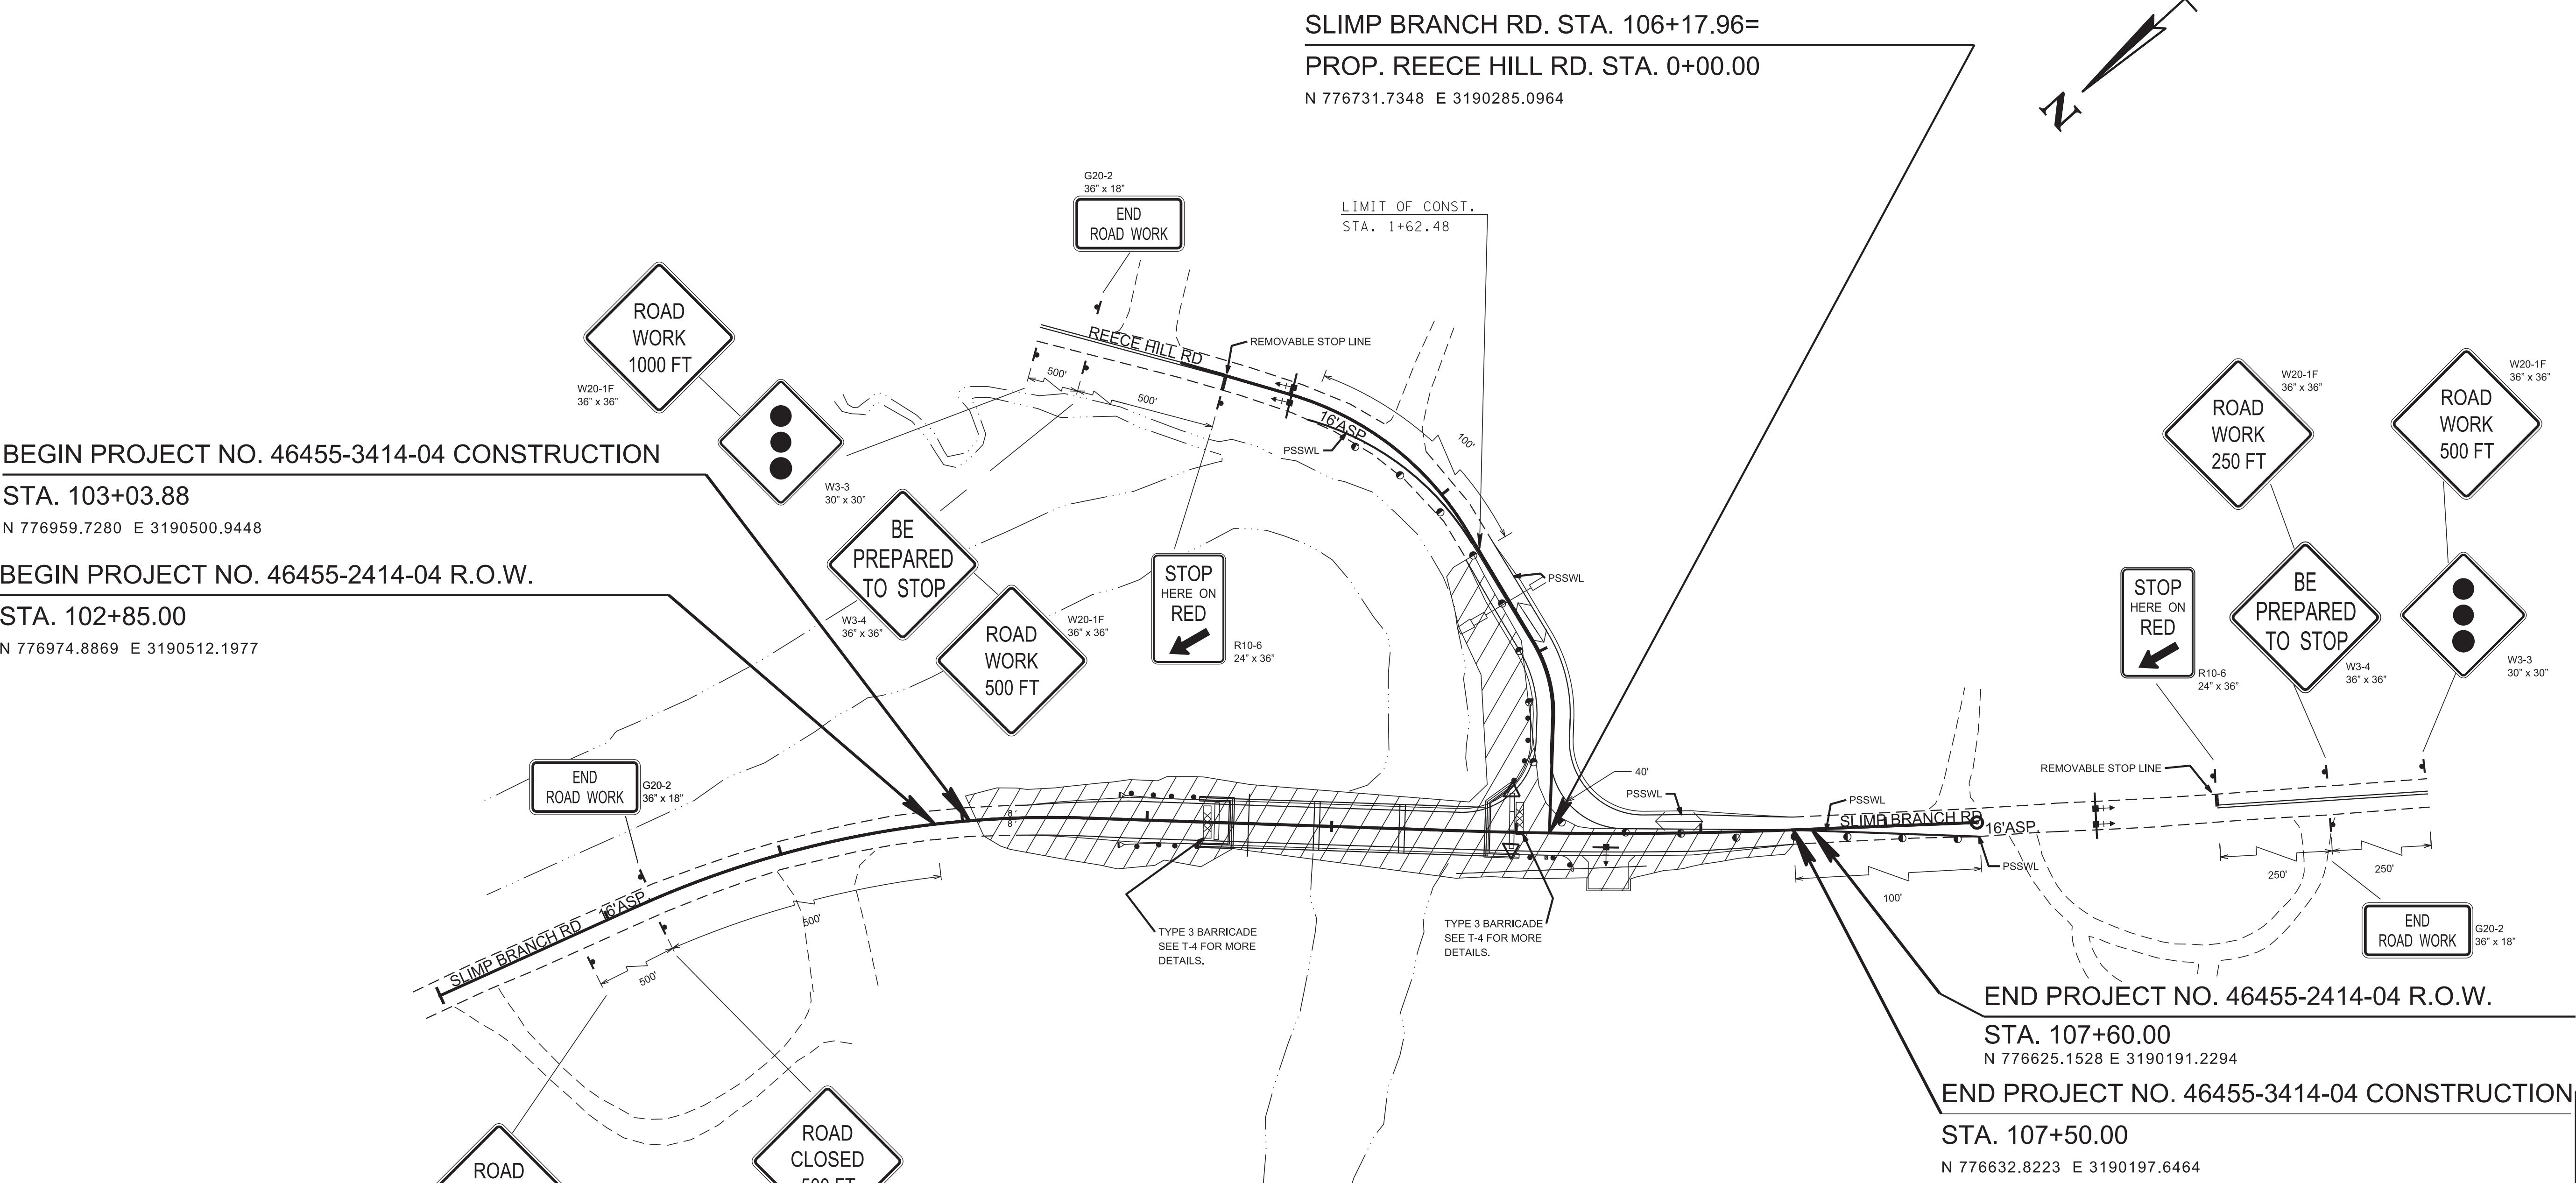 SLIMP BRANCH RD. STA. 106+17.96=
PROP. REECE HILL RD. STA. 0+00.00
N 776731.7348 E 3190285.0964
N
G20-2
36" x 18"
END
ROAD WORK
LIMIT OF CONST.
STA. 1+62.48
ROAD
WORK
1000 FT
W20-1F
36" x 36"
W3-3
30" x 30"
REECE HILL RD
REMOVABLE STOP LINE
500'
500'
16'ASP.
PSSWL
100'
BEGIN PROJECT NO. 46455-3414-04 CONSTRUCTION
STA. 103+03.88
N 776959.7280 E 3190500.9448
BEGIN PROJECT NO. 46455-2414-04 R.O.W.
STA. 102+85.00
N 776974.8869 E 3190512.1977
BE
PREPARED
TO STOP
W3-4
36" x 36"
ROAD
WORK
500 FT
W20-1F
36" x 36"
STOP
HERE ON
RED
R10-6
24" x 36"
PSSWL
ROAD
WORK
250 FT
W20-1F
36" x 36"
ROAD
WORK
500 FT
W20-1F
36" x 36"
STOP
HERE ON
RED
R10-6
24" x 36"
BE
PREPARED
TO STOP
W3-4
36" x 36"
W3-3
30" x 30"
END
ROAD WORK
G20-2
36" x 18"
8'
8'
40'
PSSWL
PSSWL
SLIMP BRANCH RD
16'ASP.
PSSWL
REMOVABLE STOP LINE
100'
250'
250'
END
ROAD WORK
G20-2
36" x 18"
SLIMP BRANCH RD
16'ASP.
500'
500'
TYPE 3 BARRICADE
SEE T-4 FOR MORE
DETAILS.
TYPE 3 BARRICADE
SEE T-4 FOR MORE
DETAILS.
END PROJECT NO. 46455-2414-04 R.O.W.
STA. 107+60.00
N 776625.1528 E 3190191.2294
END PROJECT NO. 46455-3414-04 CONSTRUCTION
STA. 107+50.00
N 776632.8223 E 3190197.6464
ROAD
ROAD
CLOSED
500 FT